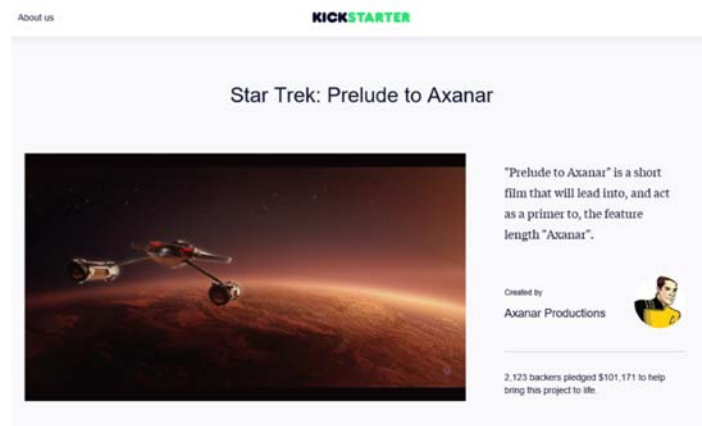 About us
KICKSTARTER
Star Trek: Prelude to Axanar
"Prelude to Axanar" is a short
film that will lead into, and act
as a primer to, the feature
length "Axanar".
Created by
Axanar Productions
2,123 backers pledged $101,171 to help
bring this project to life.